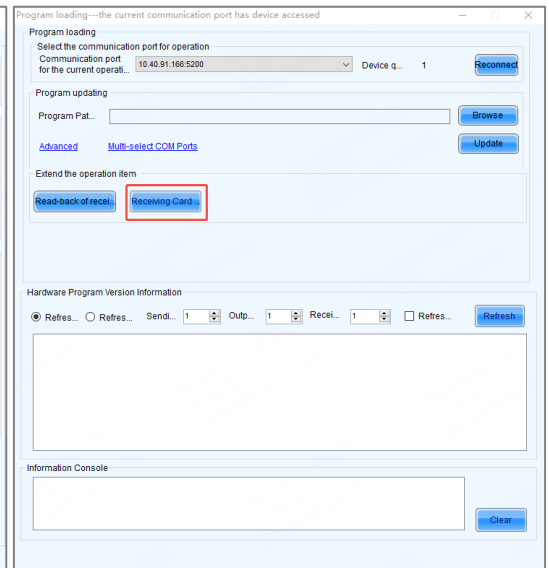 Program loading---the current communication port has device accessed
Program loading
Select the communication port for operation
Communication port
for the current operati...
10.40.91.166:5200
Device q...
1
Reconnect
Program updating
Program Pat...
Browse
Advanced
Multi-select COM Ports
Update
Extend the operation item
Read-back of recei...
Receiving Card ...
Hardware Program Version Information
Refres...
Refres...
Sendi...
1
Outp...
1
Recei...
1
Refres...
Refresh
Information Console
Clear